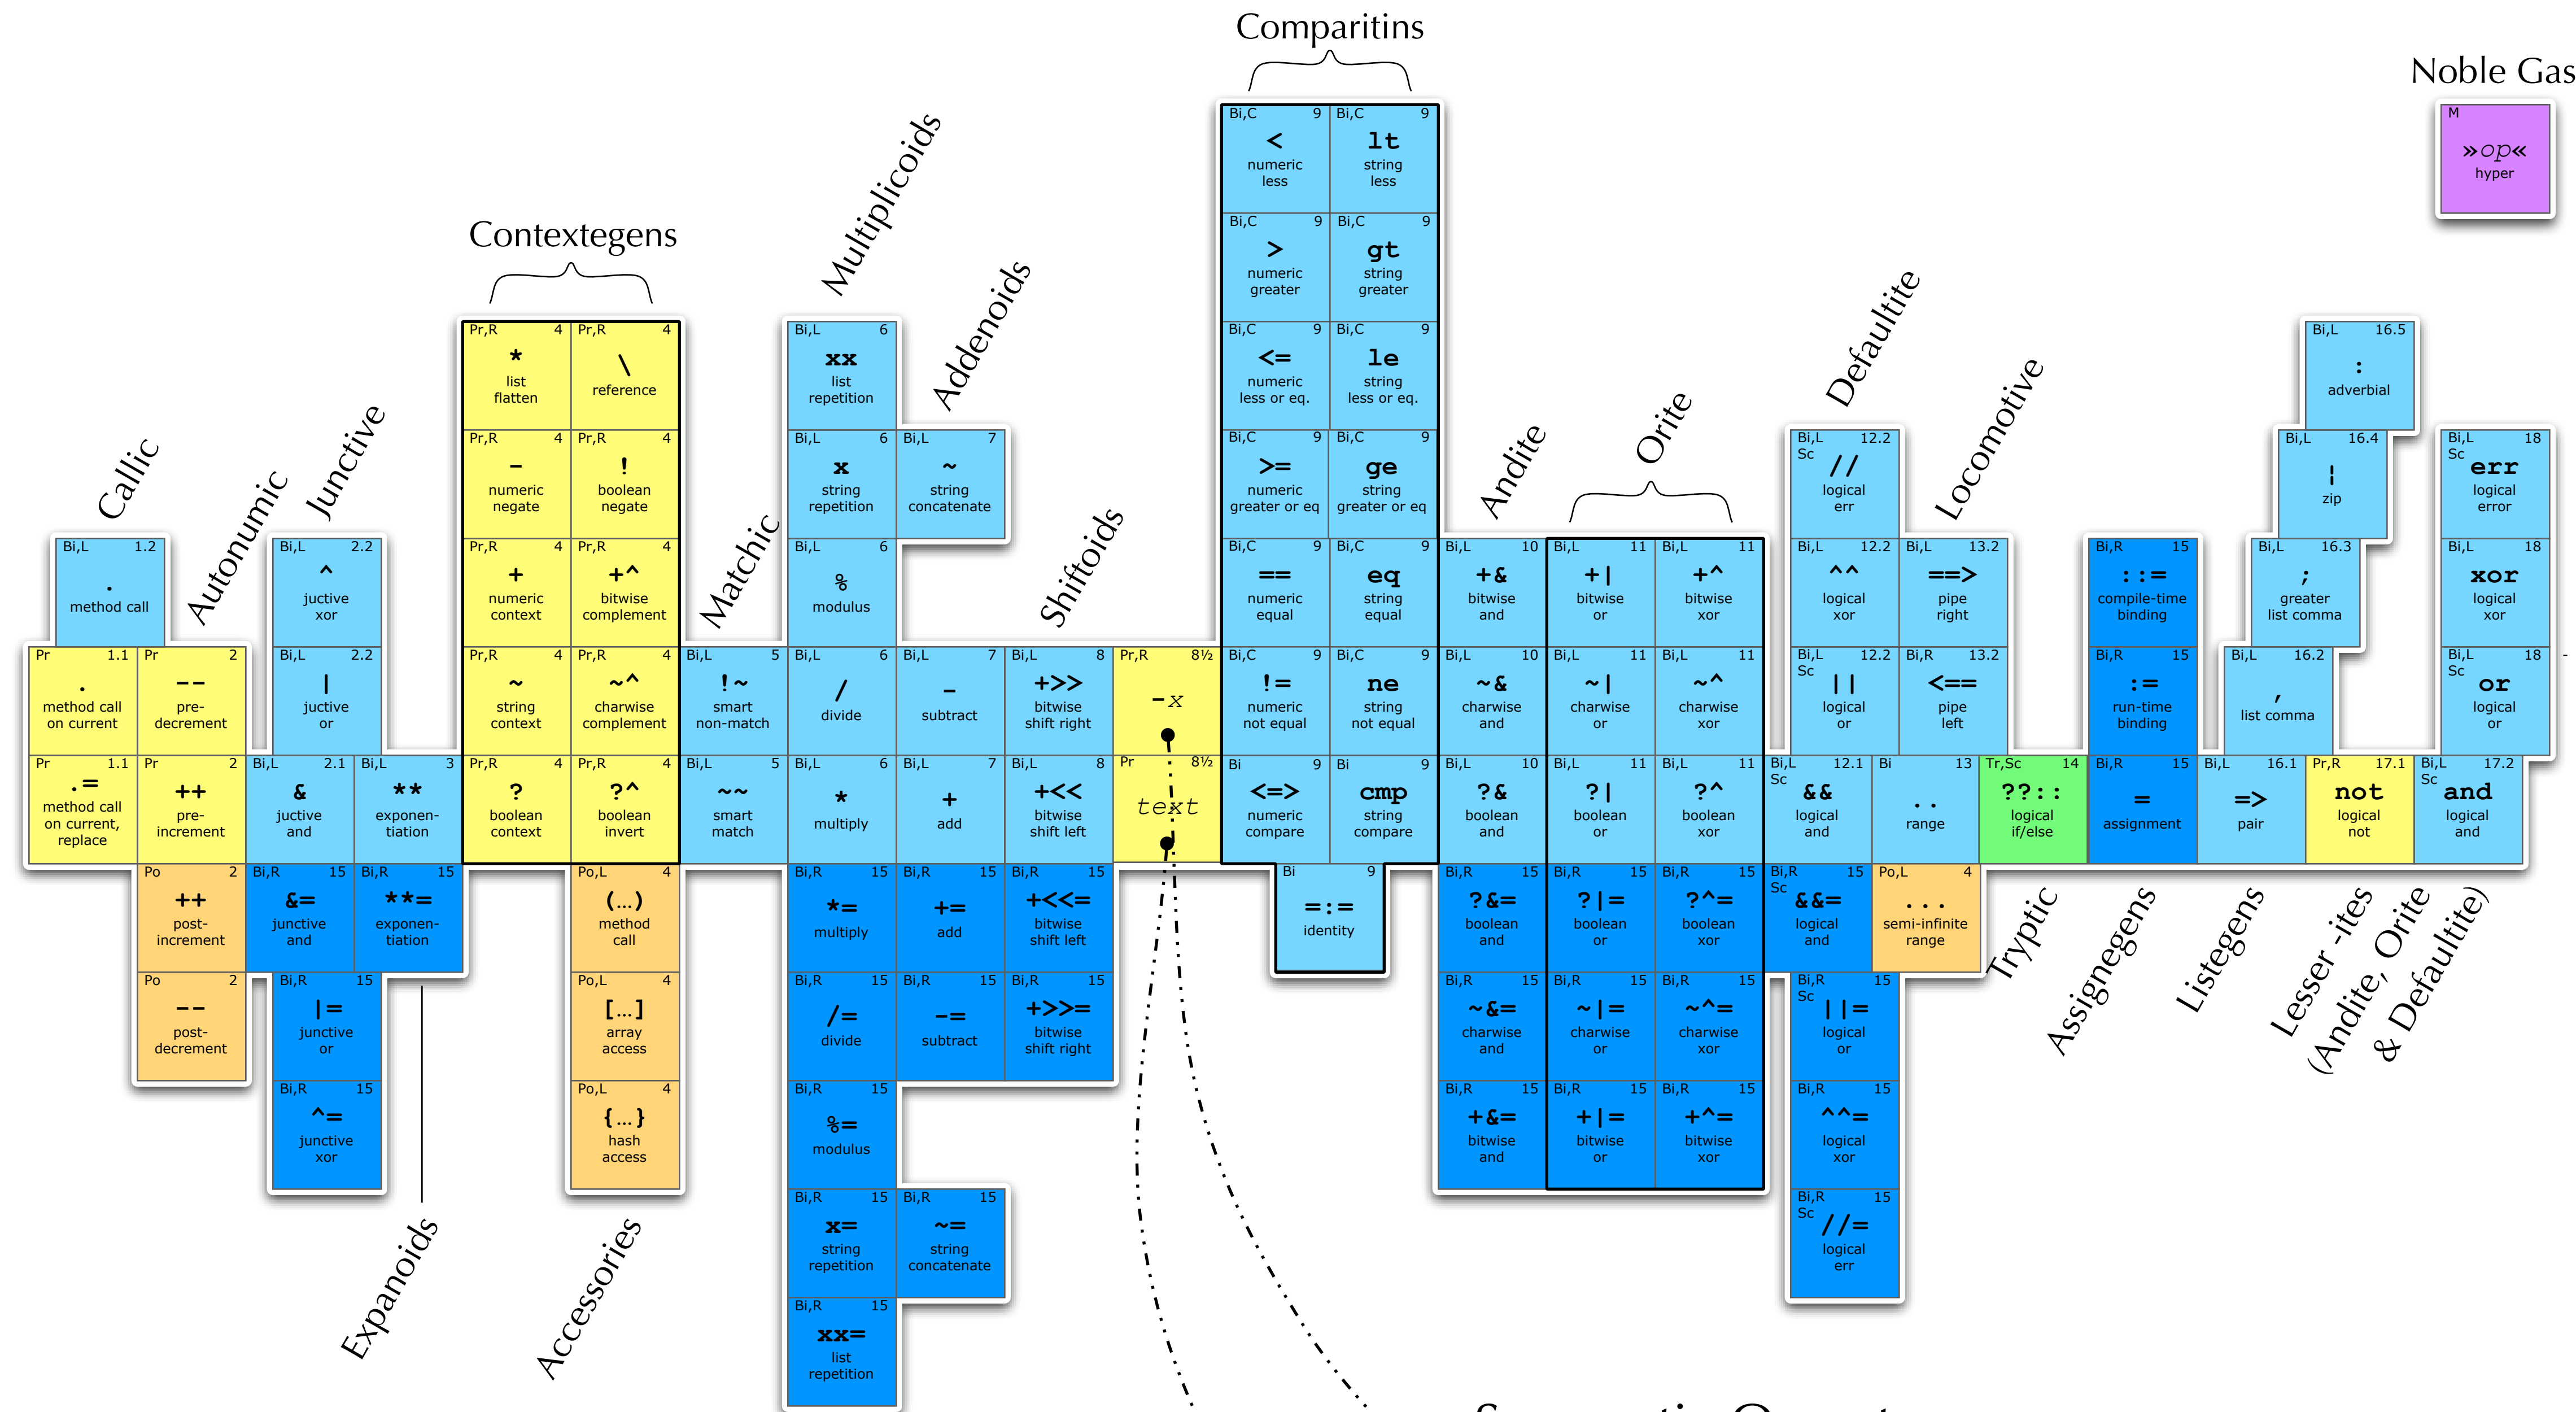 Comparitins
Bi,C 9
<
numeric
less
Bi,C 9
lt
string
less
Bi,C 9
>
numeric
greater
Bi,C 9
gt
string
greater
Bi,C 9
<=
numeric
less or eq.
Bi,C 9
le
string
less or eq.
Bi,C 9
>=
numeric
greater or eq
Bi,C 9
ge
string
greater or eq
Bi,C 9
==
numeric
equal
Bi,C 9
eq
string
equal
Bi,C 9
!=
numeric
not equal
Bi,C 9
ne
string
not equal
Bi 9
<=>
numeric
compare
Bi 9
cmp
string
compare
Bi 9
=:=
identity
Noble Gas
M
»op«
hyper
Callic
Bi,L 1.2
.
method call
Pr 1.1
.
method call
on current
Pr 1.1
.=
method call
on current,
replace
Autonumic
Pr 2
--
pre-
decrement
Pr 2
++
pre-
increment
Po 2
++
post-
increment
Po 2
--
post-
decrement
Junctive
Bi,L 2.2
^
juctive
xor
Bi,L 2.2
|
juctive
or
Bi,L 2.1
&
juctive
and
Bi,R 15
&=
junctive
and
Bi,R 15
|=
junctive
or
Bi,R 15
^=
junctive
xor
Bi,L 3
**
exponen-
tiation
Bi,R 15
**=
exponen-
tiation
Expanoids
Contextegens
Pr,R 4
*
list
flatten
Pr,R 4
\
reference
Pr,R 4
-
numeric
negate
Pr,R 4
!
boolean
negate
Pr,R 4
+
numeric
context
Pr,R 4
+^
bitwise
complement
Pr,R 4
~
string
context
Pr,R 4
~^
charwise
complement
Pr,R 4
?
boolean
context
Pr,R 4
?^
boolean
invert
Po,L 4
(...)
method
call
Po,L 4
[...]
array
access
Po,L 4
{...}
hash
access
Accessories
Matchic
Bi,L 5
!~
smart
non-match
Bi,L 5
~~
smart
match
Multiplicoids
Bi,L 6
xx
list
repetition
Bi,L 6
x
string
repetition
Bi,L 6
%
modulus
Bi,L 6
/
divide
Bi,L 6
*
multiply
Bi,R 15
*=
multiply
Bi,R 15
/=
divide
Bi,R 15
%=
modulus
Bi,R 15
x=
string
repetition
Bi,R 15
xx=
list
repetition
Addenoids
Bi,L 7
~
string
concatenate
Bi,L 7
-
subtract
Bi,L 7
+
add
Bi,R 15
+=
add
Bi,R 15
-=
subtract
Bi,R 15
~=
string
concatenate
Shiftoids
Bi,L 8
+>>
bitwise
shift right
Bi,L 8
+<<
bitwise
shift left
Bi,R 15
+<<=
bitwise
shift left
Bi,R 15
+>>=
bitwise
shift right
Pr,R 8½
-x
Pr 8½
text
Andite
Bi,L 10
+&
bitwise
and
Bi,L 10
~&
charwise
and
Bi,L 10
?&
boolean
and
Bi,R 15
?&=
boolean
and
Bi,R 15
~&=
charwise
and
Bi,R 15
+&=
bitwise
and
Orite
Bi,L 11
+|
bitwise
or
Bi,L 11
+^
bitwise
xor
Bi,L 11
~|
charwise
or
Bi,L 11
~^
charwise
xor
Bi,L 11
?|
boolean
or
Bi,L 11
?^
boolean
xor
Bi,R 15
?|=
boolean
or
Bi,R 15
?^=
boolean
xor
Bi,R 15
~|=
charwise
or
Bi,R 15
~^=
charwise
xor
Bi,R 15
+|=
bitwise
or
Bi,R 15
+^=
bitwise
xor
Defaultite
Bi,L 12.2
Sc
//
logical
err
Bi,L 12.2
^^
logical
xor
Bi,L 12.2
Sc
||
logical
or
Bi,L 12.1
Sc
&&
logical
and
Bi,R 15
Sc
&&=
logical
and
Bi,R 15
Sc
||=
logical
or
Bi,R 15
^^=
logical
xor
Bi,R 15
Sc
//=
logical
err
Locomotive
Bi,L 13.2
==>
pipe
right
Bi,R 13.2
<==
pipe
left
Bi 13
..
range
Po,L 4
...
semi-infinite
range
Tr,Sc 14
??::
logical
if/else
Tryptic
Bi,R 15
::=
compile-time
binding
Bi,R 15
:=
run-time
binding
Bi,R 15
=
assignment
Assignegens
Bi,L 16.5
:
adverbial
Bi,L 16.4
¦
zip
Bi,L 16.3
;
greater
list comma
Bi,L 16.2
,
list comma
Bi,L 16.1
=>
pair
Listegens
Pr,R 17.1
not
logical
not
Bi,L 18
Sc
err
logical
error
Bi,L 18
xor
logical
xor
Bi,L 18
Sc
or
logical
or
Bi,L 17.2
Sc
and
logical
and
Lesser -ites
(Andite, Orite
& Defaultite)